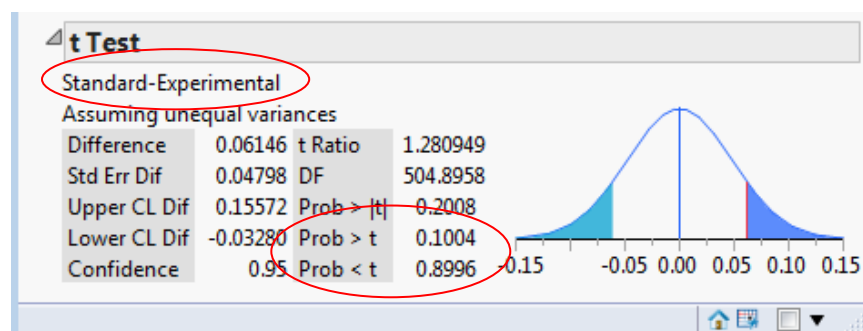 t Test
Standard-Experimental
Assuming unequal variances
Difference 0.06146 t Ratio 1.280949
Std Err Dif 0.04798 DF 504.8958
Upper CL Dif 0.15572 Prob > |t| 0.2008
Lower CL Dif -0.03280 Prob > t 0.1004
Confidence 0.95 Prob < t 0.8996
-0.15 -0.05 0.00 0.05 0.10 0.15